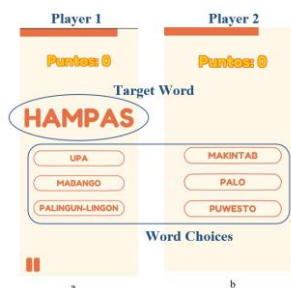 Player 1
Player 2
Puntos: 0
Puntos: 0
Target Word
HAMPAS
UPA
MABANGO
PALINGUN-LINGON
MAKINTAB
PALO
PUWESTO
Word Choices
a
b